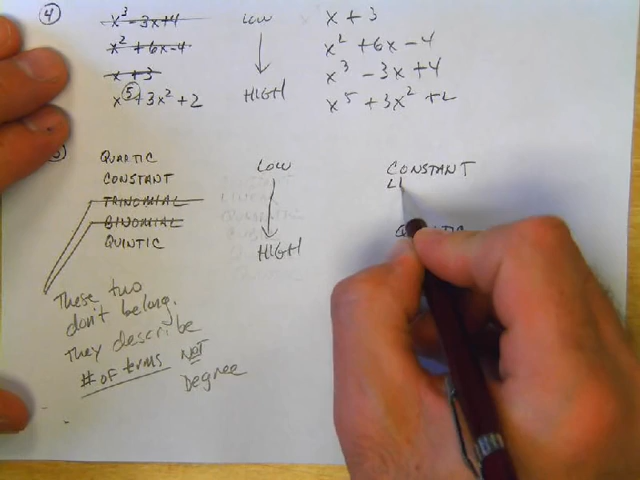 ④ x³ - 3x + 4
x² + 6x - 4
x + 3
x⁵ + 3x² + 2
LOW
HIGH
x + 3
x² + 6x - 4
x³ - 3x + 4
x⁵ + 3x² + 2
QUARTIC
CONSTANT
TRINOMIAL
BINOMIAL
QUINTIC
LOW
HIGH
CONSTANT
LI
These two
don't belong.
They describe
# OF terms NOT
Degree